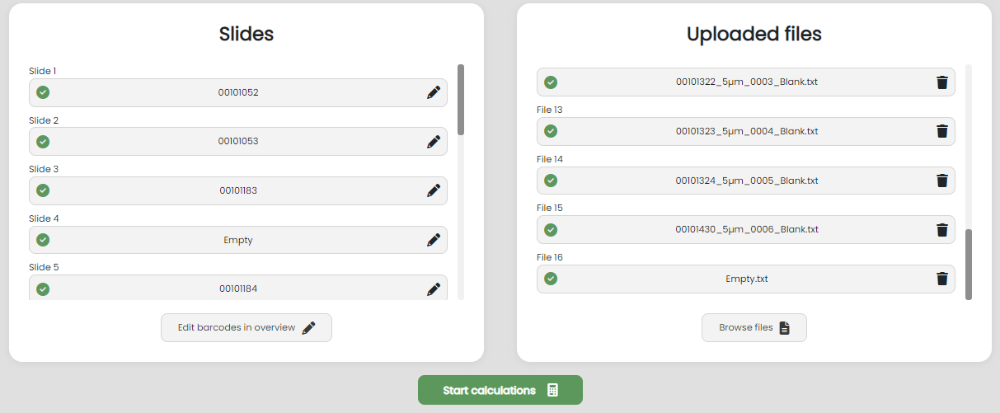 Slides
Slide 1
00101052
Slide 2
00101053
Slide 3
00101183
Slide 4
Empty
Slide 5
00101184
Edit barcodes in overview
Uploaded files
00101322_5µm_0003_Blank.txt
File 13
00101323_5µm_0004_Blank.txt
File 14
00101324_5µm_0005_Blank.txt
File 15
00101430_5µm_0006_Blank.txt
File 16
Empty.txt
Browse files
Start calculations